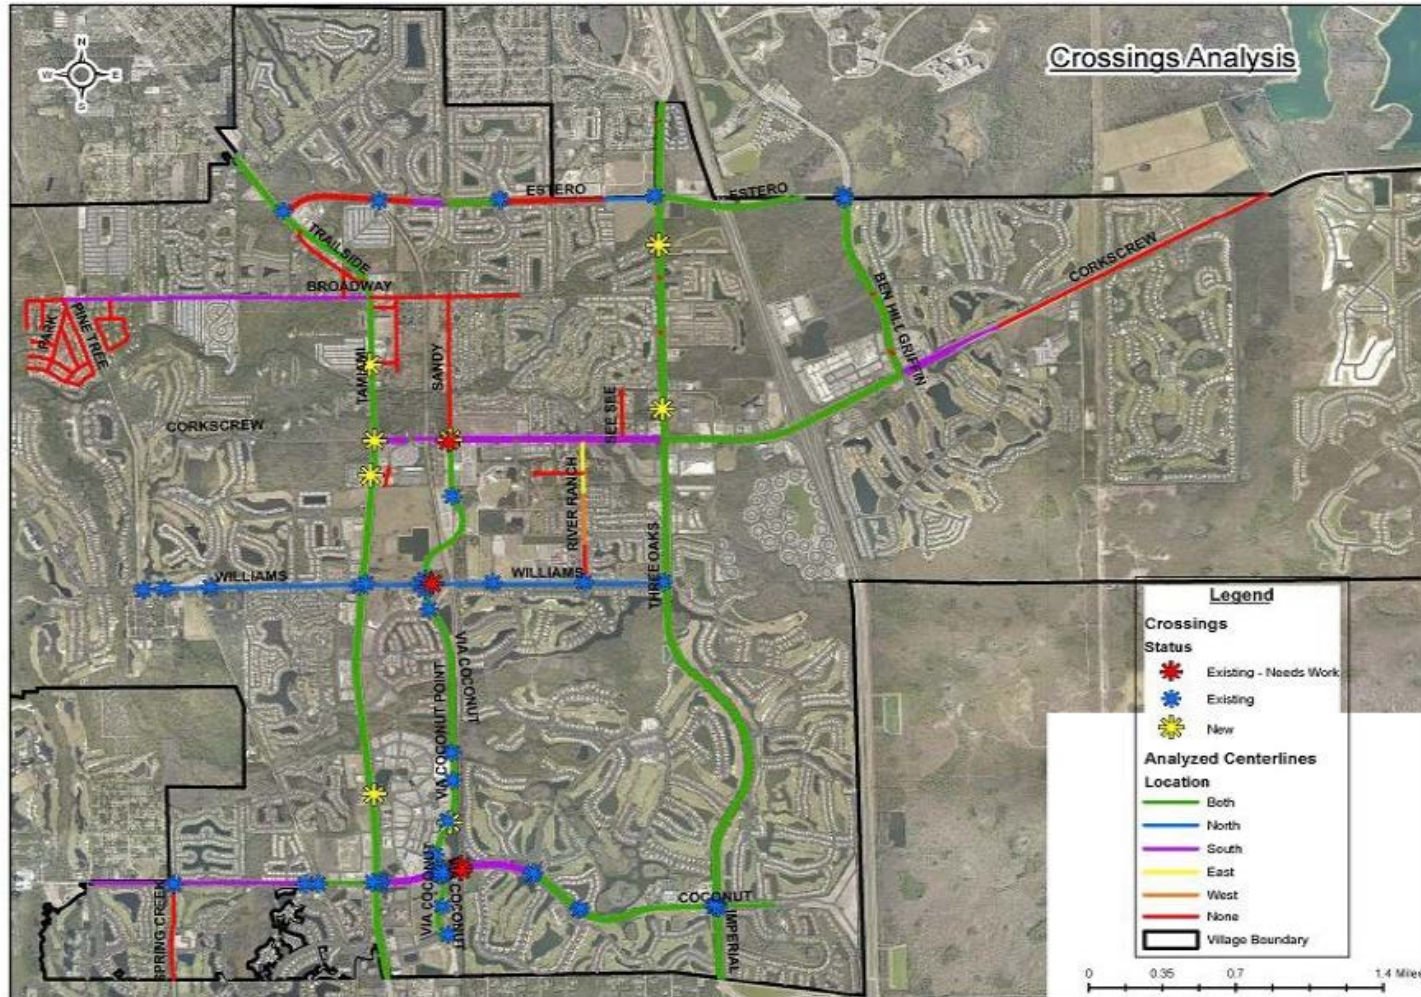 Crossings Analysis
N
W E
S
ESTERO
ESTERO
TRAILSIDE
BROADWAY
CORKSCREW
BEN HILL GRIFFIN
PARK
PINE TREE
TAMIAMI
SANDY
SEE SEE
CORKSCREW
RIVER RANCH
THREE OAKS
WILLIAMS
WILLIAMS
VIA COCONUT
VIA COCONUT POINT
VIA COCONUT
COCONUT
COCONUT
IMPERIAL
SPRING CREEK
Legend
Crossings
Status
Existing - Needs Work
Existing
New
Analyzed Centerlines
Location
Both
North
South
East
West
None
Village Boundary
0 0.35 0.7 1.4 Miles